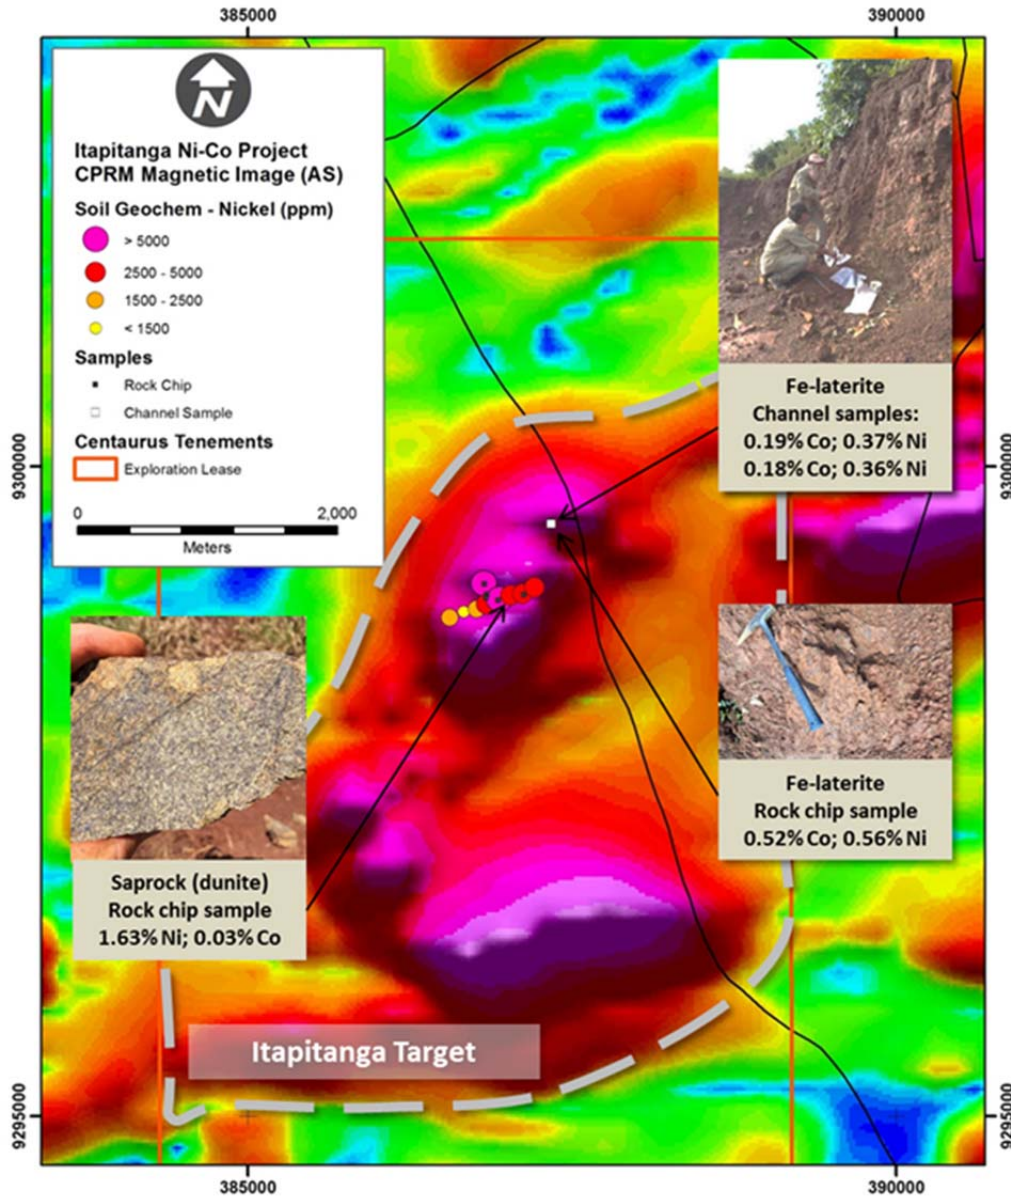 385000
390000
N
Itapitanga Ni-Co Project
CPRM Magnetic Image (AS)
Soil Geochem - Nickel (ppm)
> 5000
2500 - 5000
1500 - 2500
< 1500
Samples
Rock Chip
Channel Sample
Centaurus Tenements
Exploration Lease
0 2,000
Meters
Fe-laterite
Channel samples:
0.19% Co; 0.37% Ni
0.18% Co; 0.36% Ni
9300000
9300000
Fe-laterite
Rock chip sample
0.52% Co; 0.56% Ni
Saprock (dunite)
Rock chip sample
1.63% Ni; 0.03% Co
Itapitanga Target
9295000
9295000
385000
390000